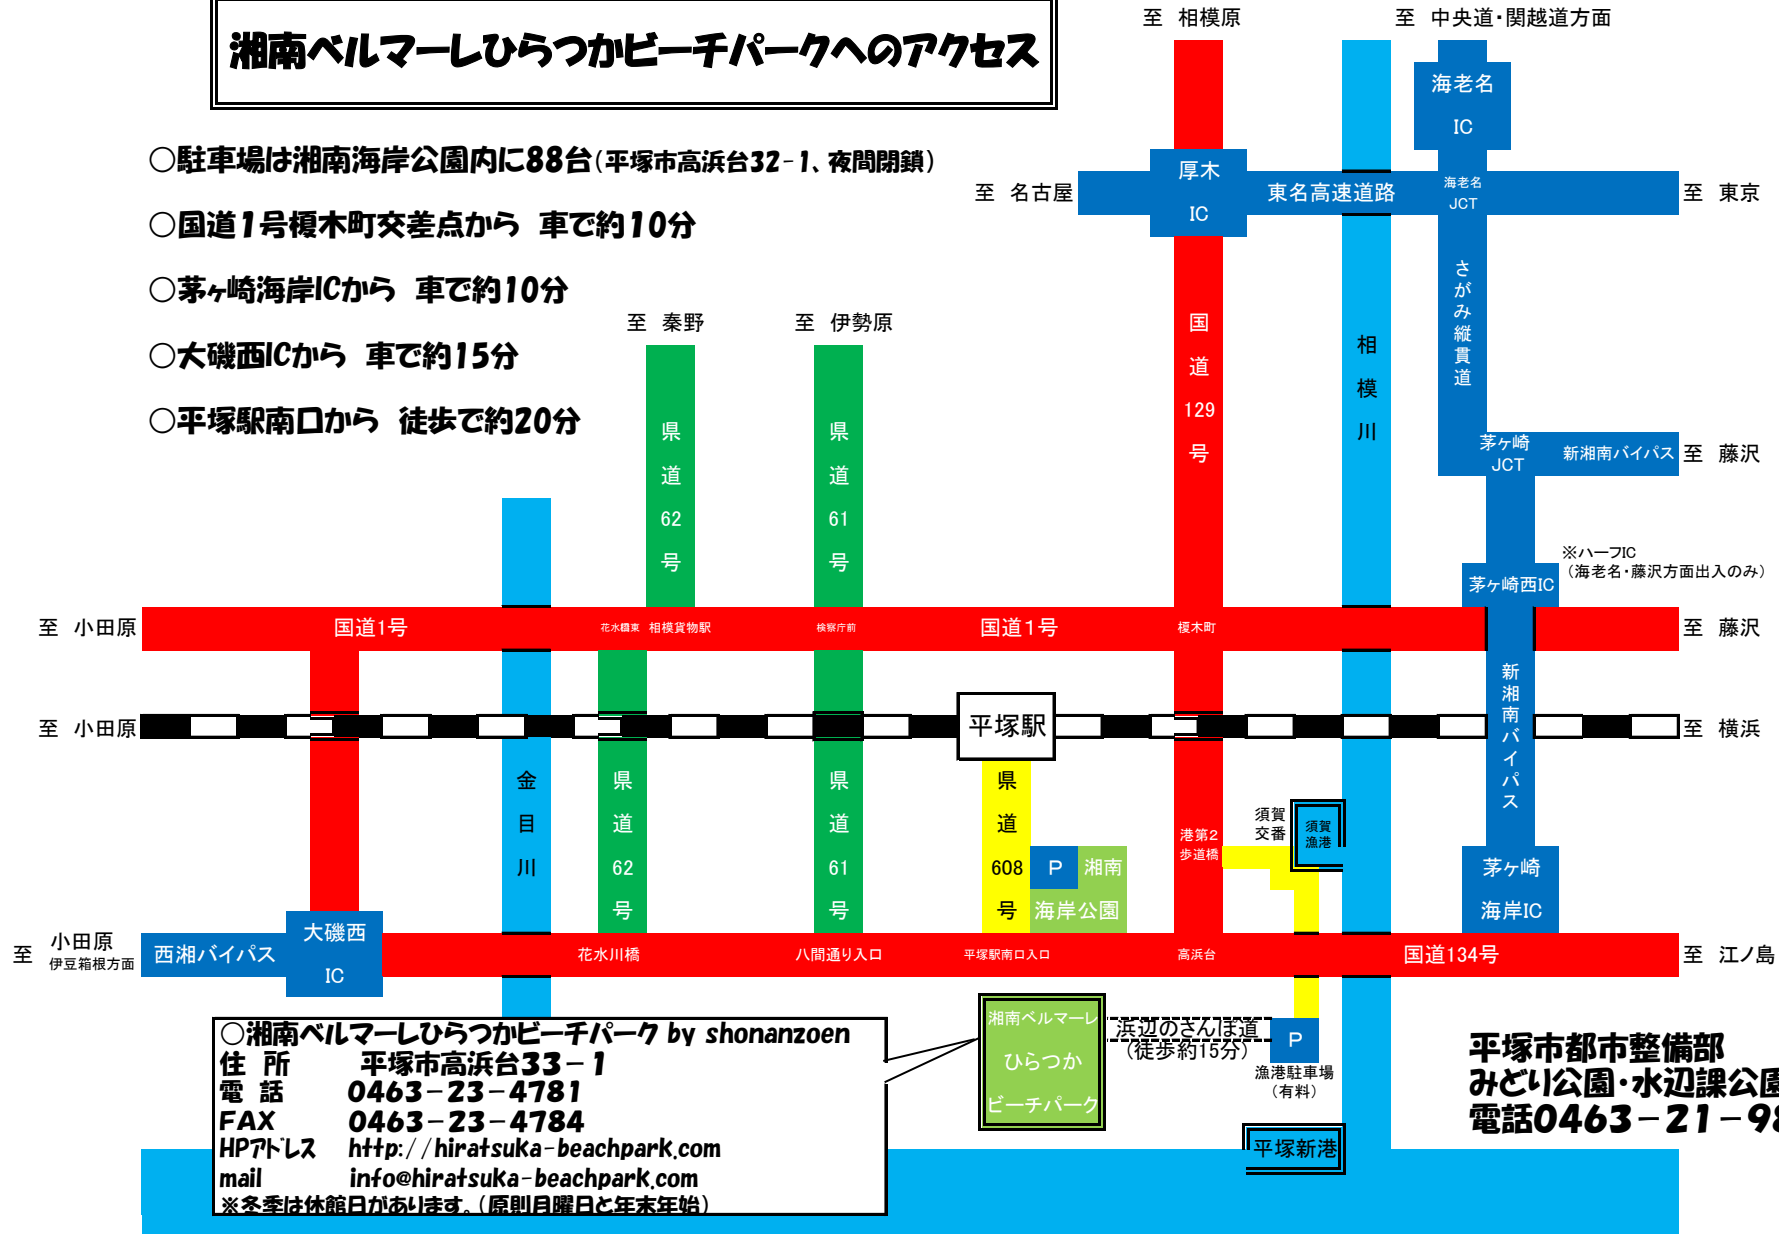 湘南ベルマーレひらつかビーチパークへのアクセス
○駐車場は湘南海岸公園内に88台(平塚市高浜台32-1、夜間閉鎖)
○国道1号榎木町交差点から 車で約10分
○茅ヶ崎海岸ICから 車で約10分
○大磯西ICから 車で約15分
○平塚駅南口から 徒歩で約20分
至 相模原
至 中央道・関越道方面
海老名
IC
至 名古屋
厚木
IC
東名高速道路
海老名
JCT
至 東京
さがみ縦貫道
至 秦野
至 伊勢原
国道129号
相模川
県道62号
県道61号
茅ヶ崎
JCT
新湘南バイパス
至 藤沢
※ハーフIC
(海老名・藤沢方面出入のみ)
茅ヶ崎西IC
至 小田原
国道1号
相模貨物駅
検察庁前
国道1号
榎木町
至 藤沢
新湘南バイパス
至 小田原
平塚駅
至 横浜
金目川
県道62号
県道61号
県道608号
P
湘南
海岸公園
港第2
歩道橋
須賀
交番
須賀
漁港
茅ヶ崎
海岸IC
至 小田原
伊豆箱根方面
西湘バイパス
大磯西
IC
花水川橋
八間通り入口
平塚駅南口入口
高浜台
国道134号
至 江ノ島
○湘南ベルマーレひらつかビーチパーク by shonanzoen
住 所 平塚市高浜台33-1
電 話 0463-23-4781
FAX 0463-23-4784
HPアドレス http://hiratsuka-beachpark.com
mail info@hiratsuka-beachpark.com
※冬季は休館日があります。(原則月曜日と年末年始)
湘南ベルマーレ
ひらつか
ビーチパーク
浜辺のさんぽ道
(徒歩約15分)
P
漁港駐車場
(有料)
平塚新港
平塚市都市整備部
みどり公園・水辺課公園
電話0463-21-98